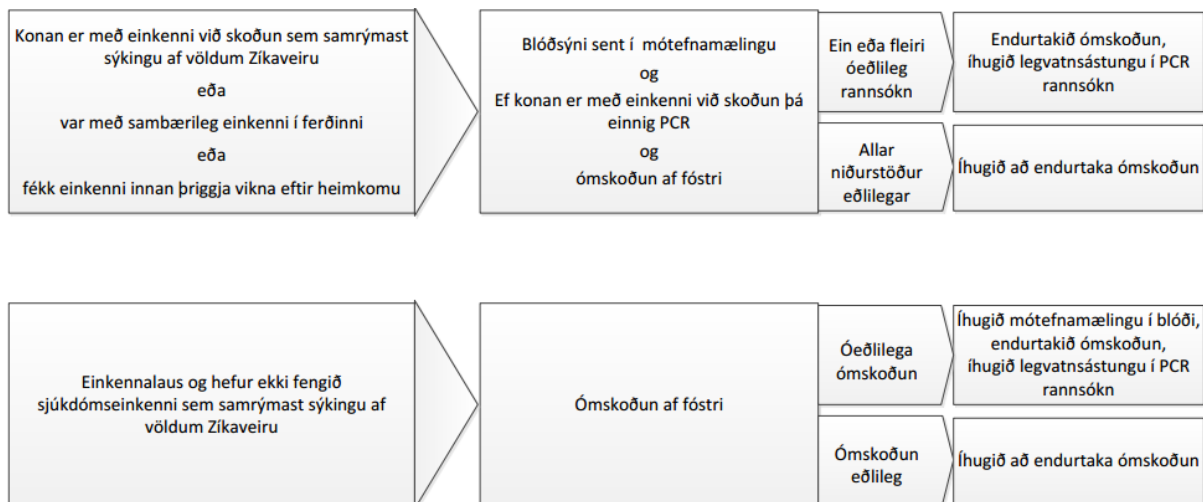 Konan er með einkenni við skoðun sem samrýmast
sýkingu af völdum Zíkaveiru
eða
var með sambærileg einkenni í ferðinni
eða
fékk einkenni innan þriggja vikna eftir heimkomu
Blóðsýni sent í mótefnamælingu
og
Ef konan er með einkenni við skoðun þá
einnig PCR
og
ómskoðun af fóstri
Ein eða fleiri
óeðlileg
rannsókn
Endurtakið ómskoðun,
íhugið legvatnsástungu í PCR
rannsókn
Allar
niðurstöður
eðlilegar
Íhugið að endurtaka ómskoðun
Einkennalaus og hefur ekki fengið
sjúkdómseinkenni sem samrýmast sýkingu af
völdum Zíkaveiru
Ómskoðun af fóstri
Óeðlilega
ómskoðun
Íhugið mótefnamælingu í blóði,
endurtakið ómskoðun,
íhugið legvatnsástungu í PCR
rannsókn
Ómskoðun
eðlileg
Íhugið að endurtaka ómskoðun